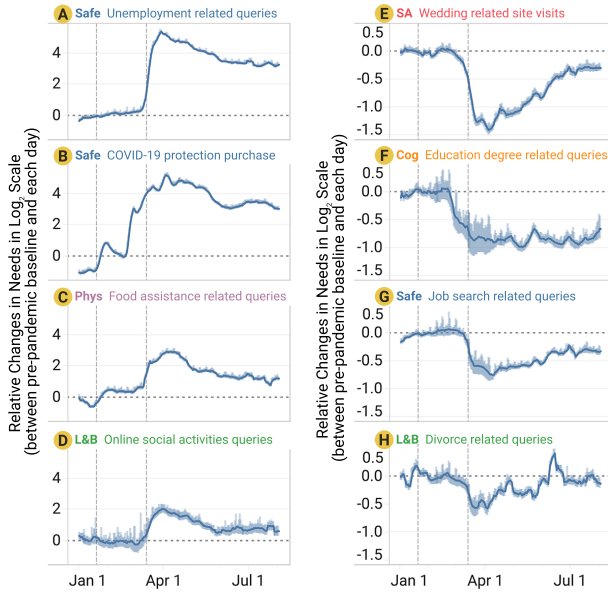 Relative Changes in Needs in Log2 Scale
(between pre-pandemic baseline and each day)
A Safe Unemployment related queries
4
2
0
B Safe COVID-19 protection purchase
4
2
0
C Phys Food assistance related queries
4
2
0
D L&B Online social activities queries
4
2
0
Jan 1 Apr 1 Jul 1
Relative Changes in Needs in Log2 Scale
(between pre-pandemic baseline and each day)
E SA Wedding related site visits
0.5
0.0
-0.5
-1.0
-1.5
F Cog Education degree related queries
0.5
0.0
-0.5
-1.0
-1.5
G Safe Job search related queries
0.5
0.0
-0.5
-1.0
-1.5
H L&B Divorce related queries
0.5
0.0
-0.5
-1.0
-1.5
Jan 1 Apr 1 Jul 1